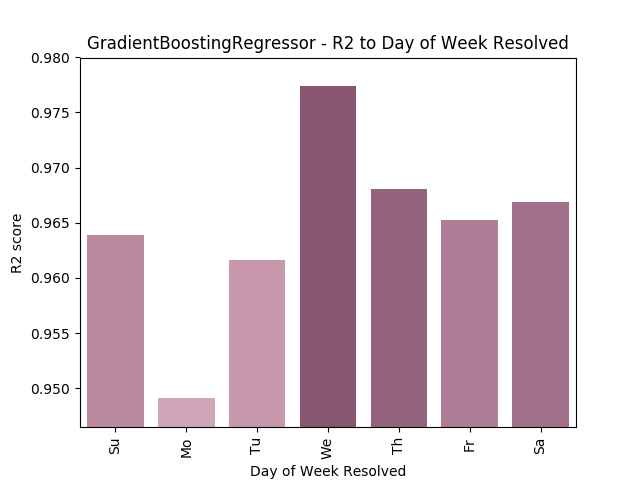 GradientBoostingRegressor - R2 to Day of Week Resolved
0.980
0.975
0.970
0.965
0.960
0.955
0.950
R2 score
Su
Mo
Tu
We
Th
Fr
Sa
Day of Week Resolved